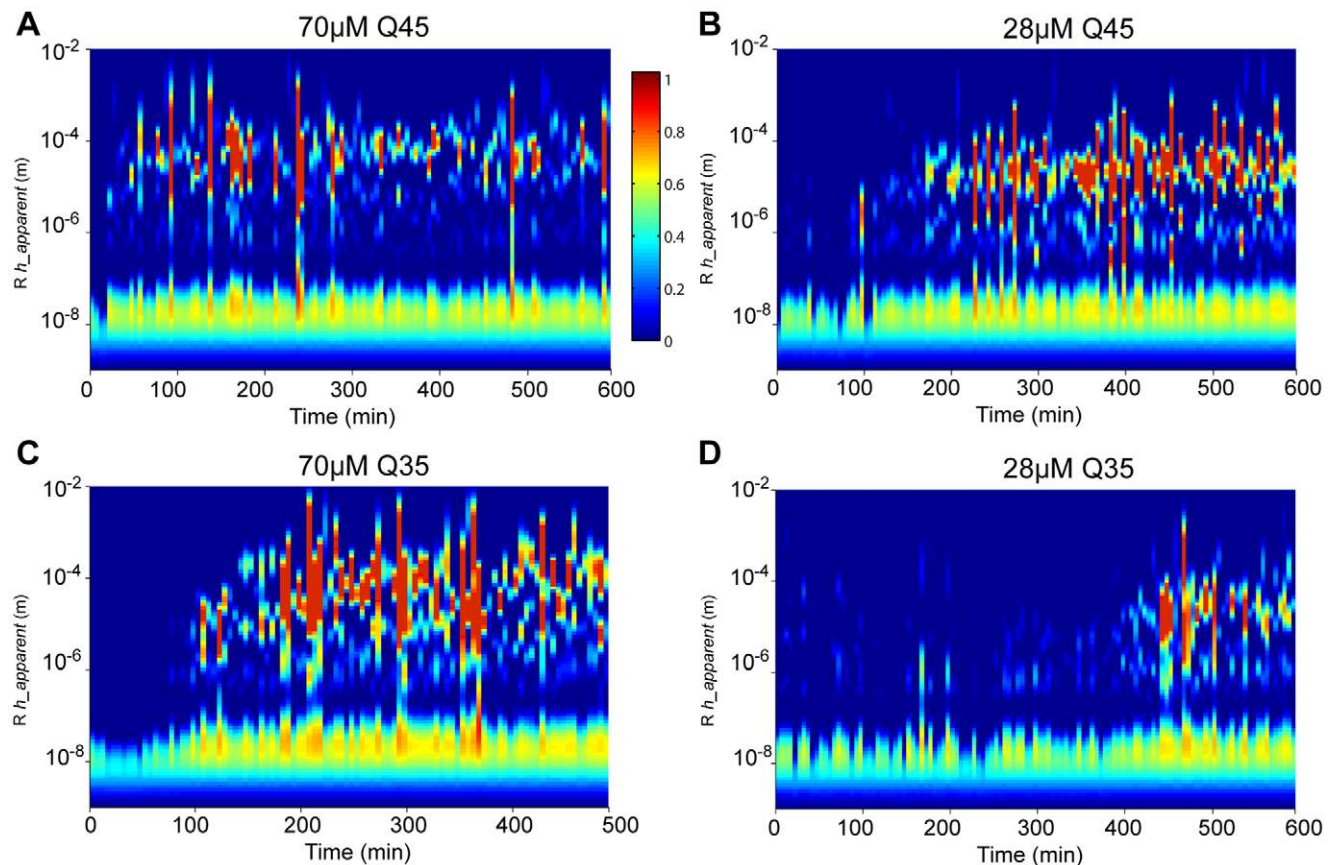 A
70µM Q45
10⁻²
10⁻⁴
10⁻⁶
10⁻⁸
R h_apparent (m)
0 100 200 300 400 500 600
Time (min)
1
0.8
0.6
0.4
0.2
0
B
28µM Q45
10⁻²
10⁻⁴
10⁻⁶
10⁻⁸
R h_apparent (m)
0 100 200 300 400 500 600
Time (min)
C
70µM Q35
10⁻²
10⁻⁴
10⁻⁶
10⁻⁸
R h_apparent (m)
0 100 200 300 400 500
Time (min)
D
28µM Q35
10⁻²
10⁻⁴
10⁻⁶
10⁻⁸
R h_apparent (m)
0 100 200 300 400 500 600
Time (min)